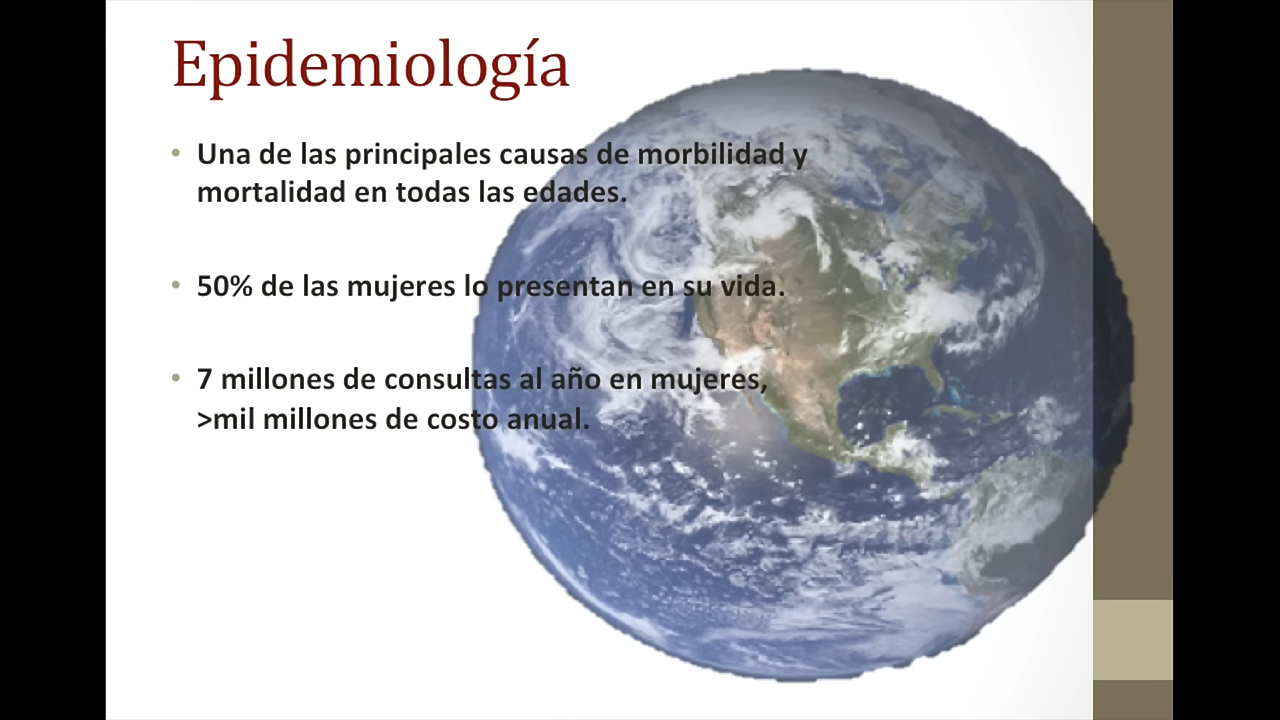 Epidemiología
• Una de las principales causas de morbilidad y
mortalidad en todas las edades.
• 50% de las mujeres lo presentan en su vida.
• 7 millones de consultas al año en mujeres,
>mil millones de costo anual.